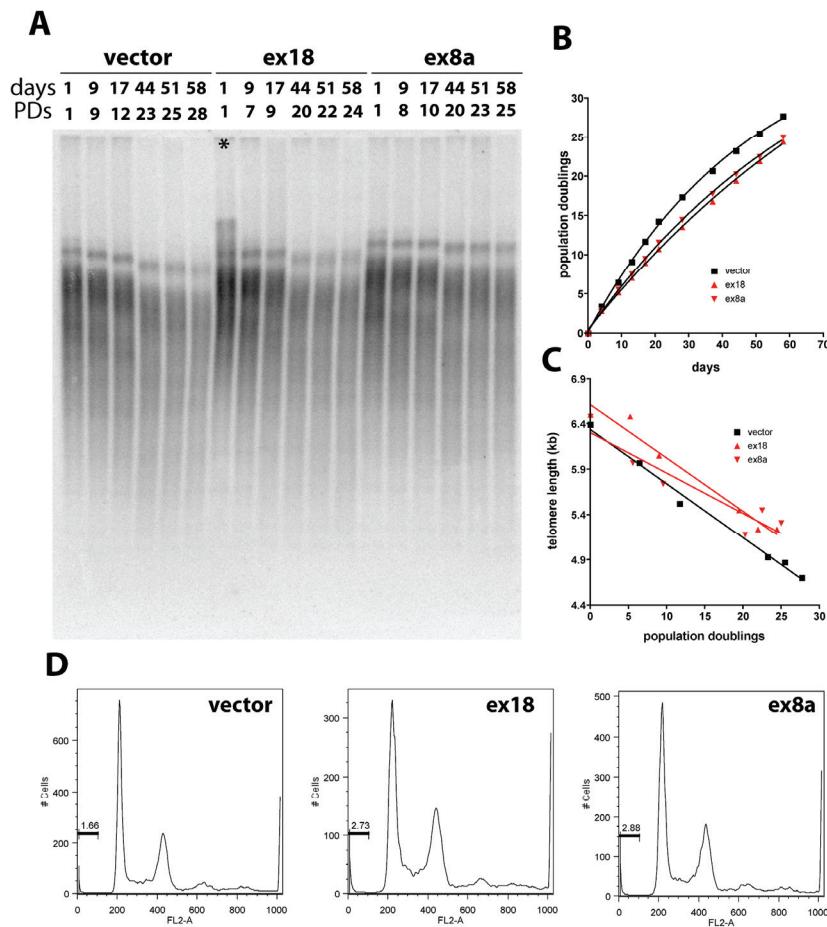 A
vector ex18 ex8a
days 1 9 17 44 51 58 1 9 17 44 51 58 1 9 17 44 51 58
PDs 1 9 12 23 25 28 1 7 9 20 22 24 1 8 10 20 23 25
*
B
population doublings
30
25
20
15
10
5
0
vector
ex18
ex8a
0 10 20 30 40 50 60 70
days
C
telomere length (kb)
6.9
6.4
5.9
5.4
4.9
4.4
vector
ex18
ex8a
0 5 10 15 20 25 30
population doublings
D
vector
# Cells
600
400
200
0
1.66
0 200 400 600 800 1000
FL2-A
ex18
# Cells
300
200
100
0
2.73
0 200 400 600 800 1000
FL2-A
ex8a
# Cells
500
400
300
200
100
0
2.88
0 200 400 600 800 1000
FL2-A